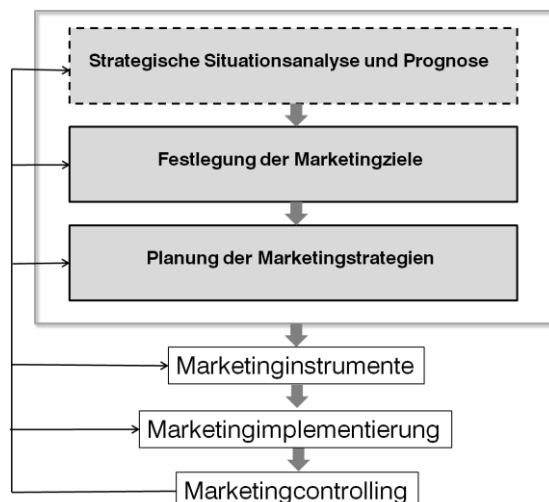 Strategische Situationsanalyse und Prognose
Festlegung der Marketingziele
Planung der Marketingstrategien
Marketinginstrumente
Marketingimplementierung
Marketingcontrolling